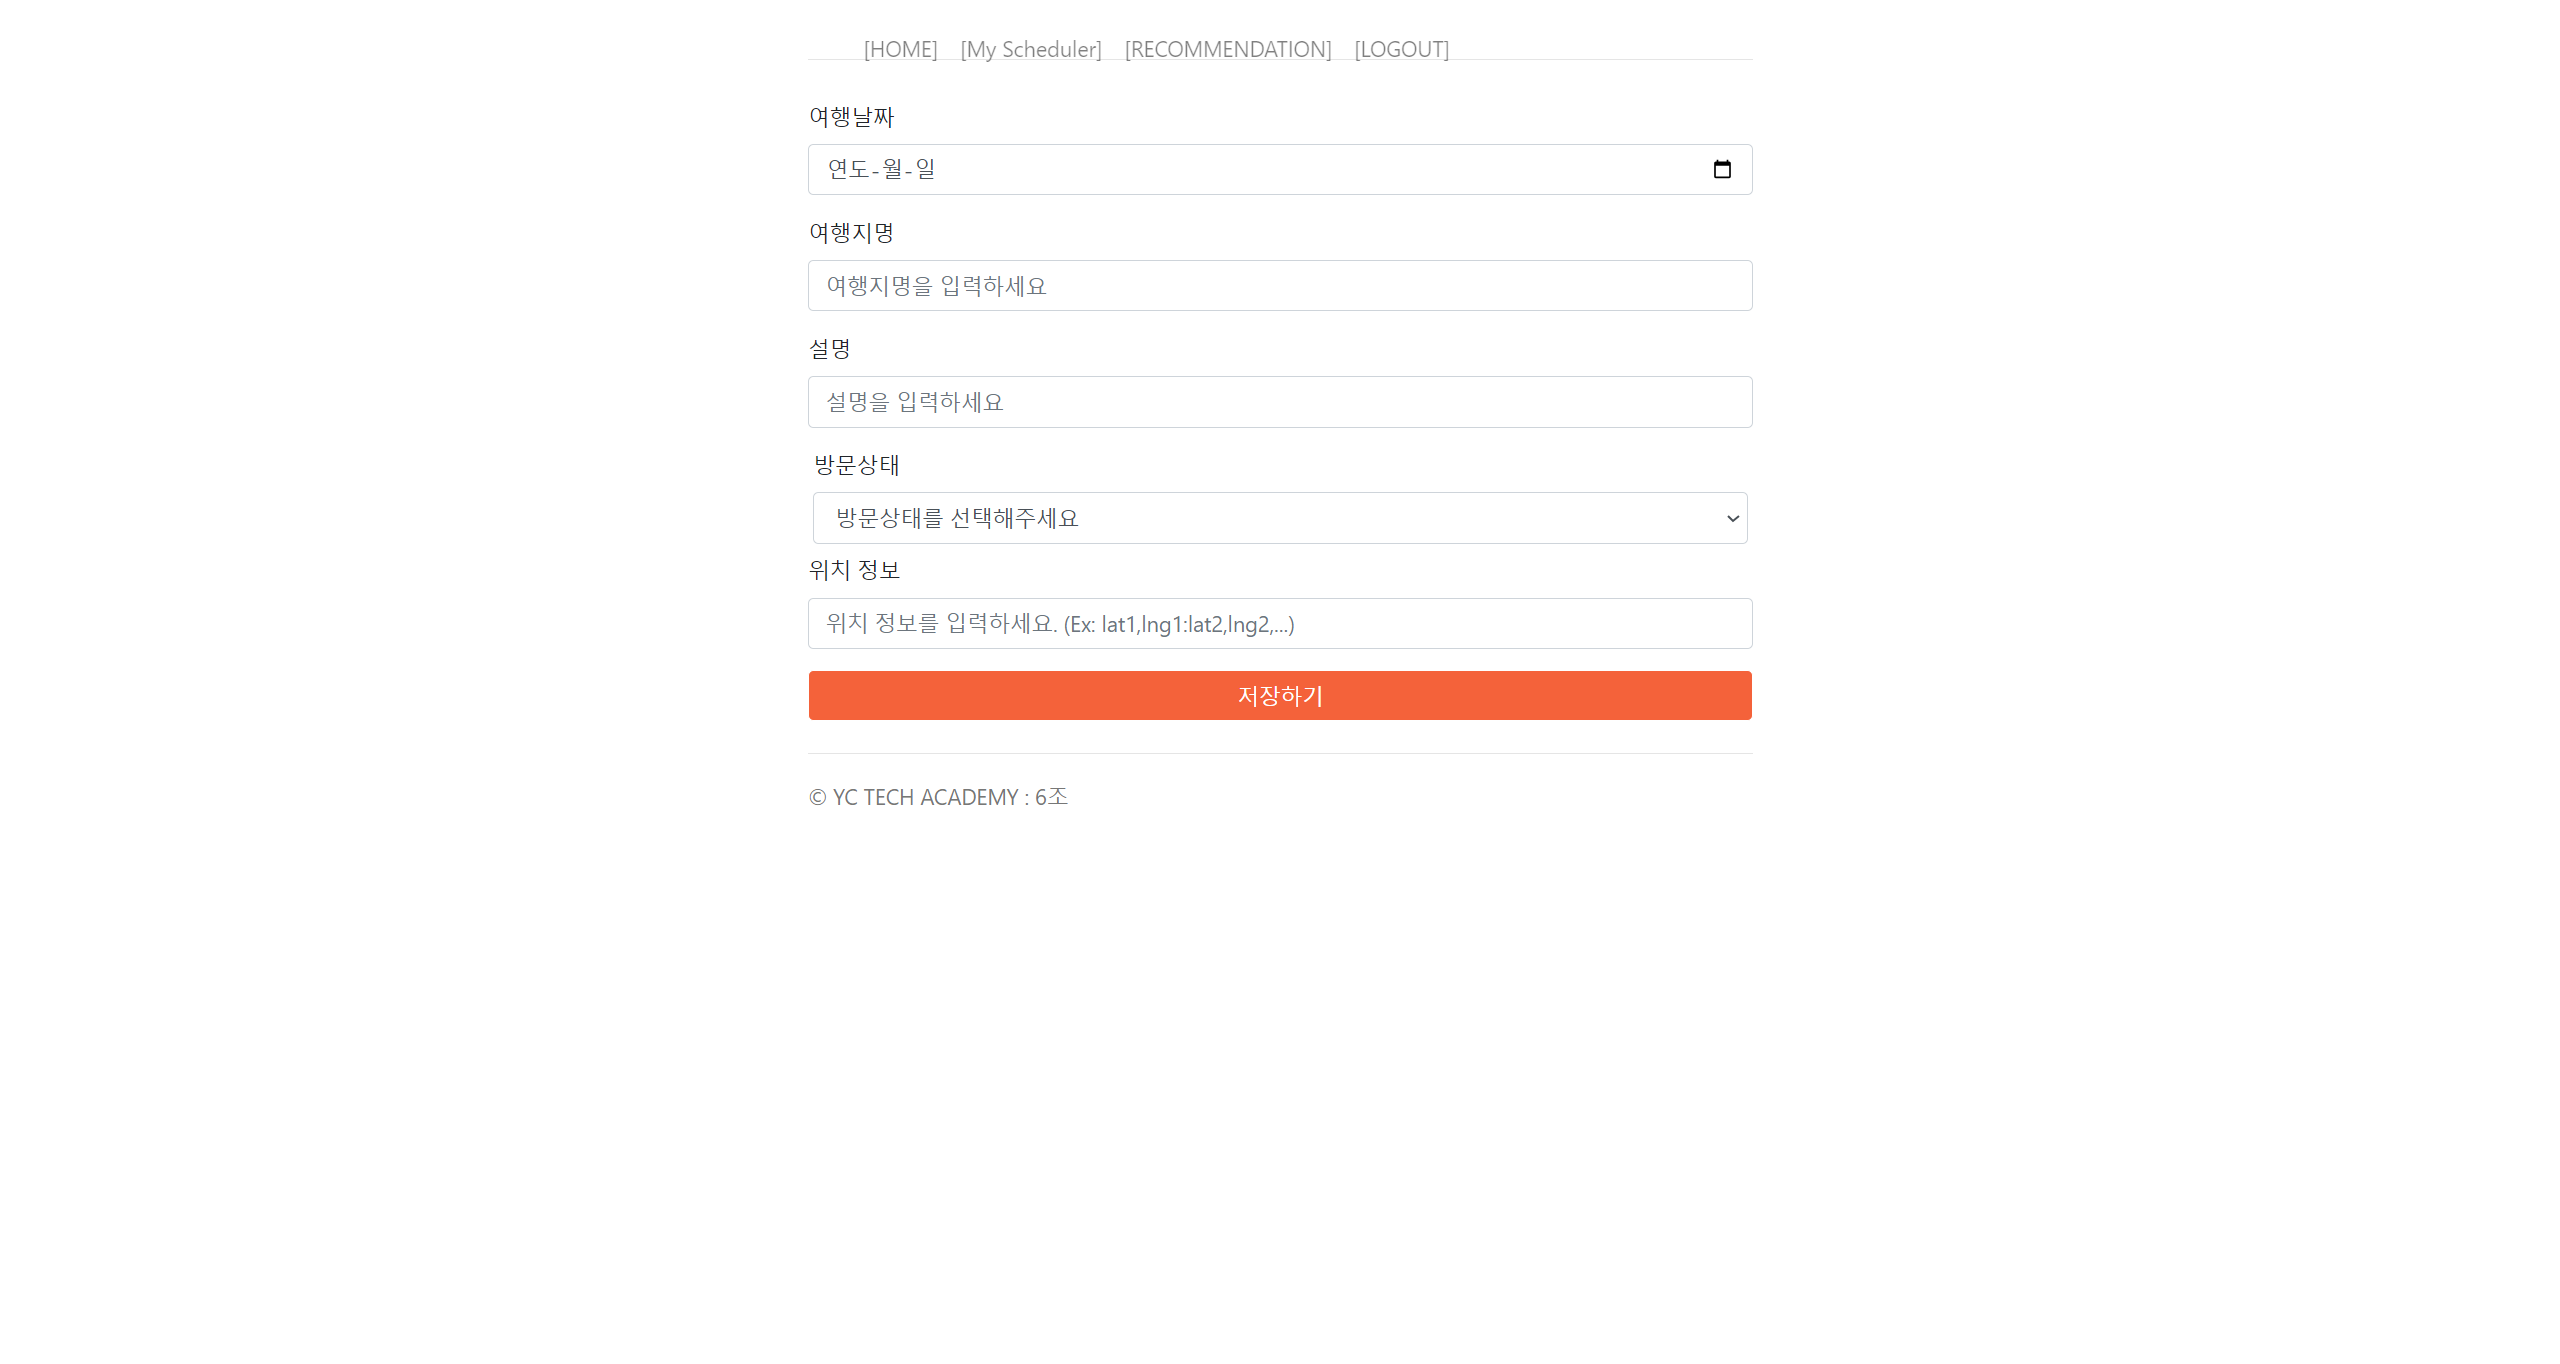 [HOME] [My Scheduler] [RECOMMENDATION] [LOGOUT]
여행날짜
연도-월-일
여행지명
여행지명을 입력하세요
설명
설명을 입력하세요
방문상태
방문상태를 선택해주세요
위치 정보
위치 정보를 입력하세요. (Ex: lat1,lng1:lat2,lng2,...)
저장하기
© YC TECH ACADEMY : 6조